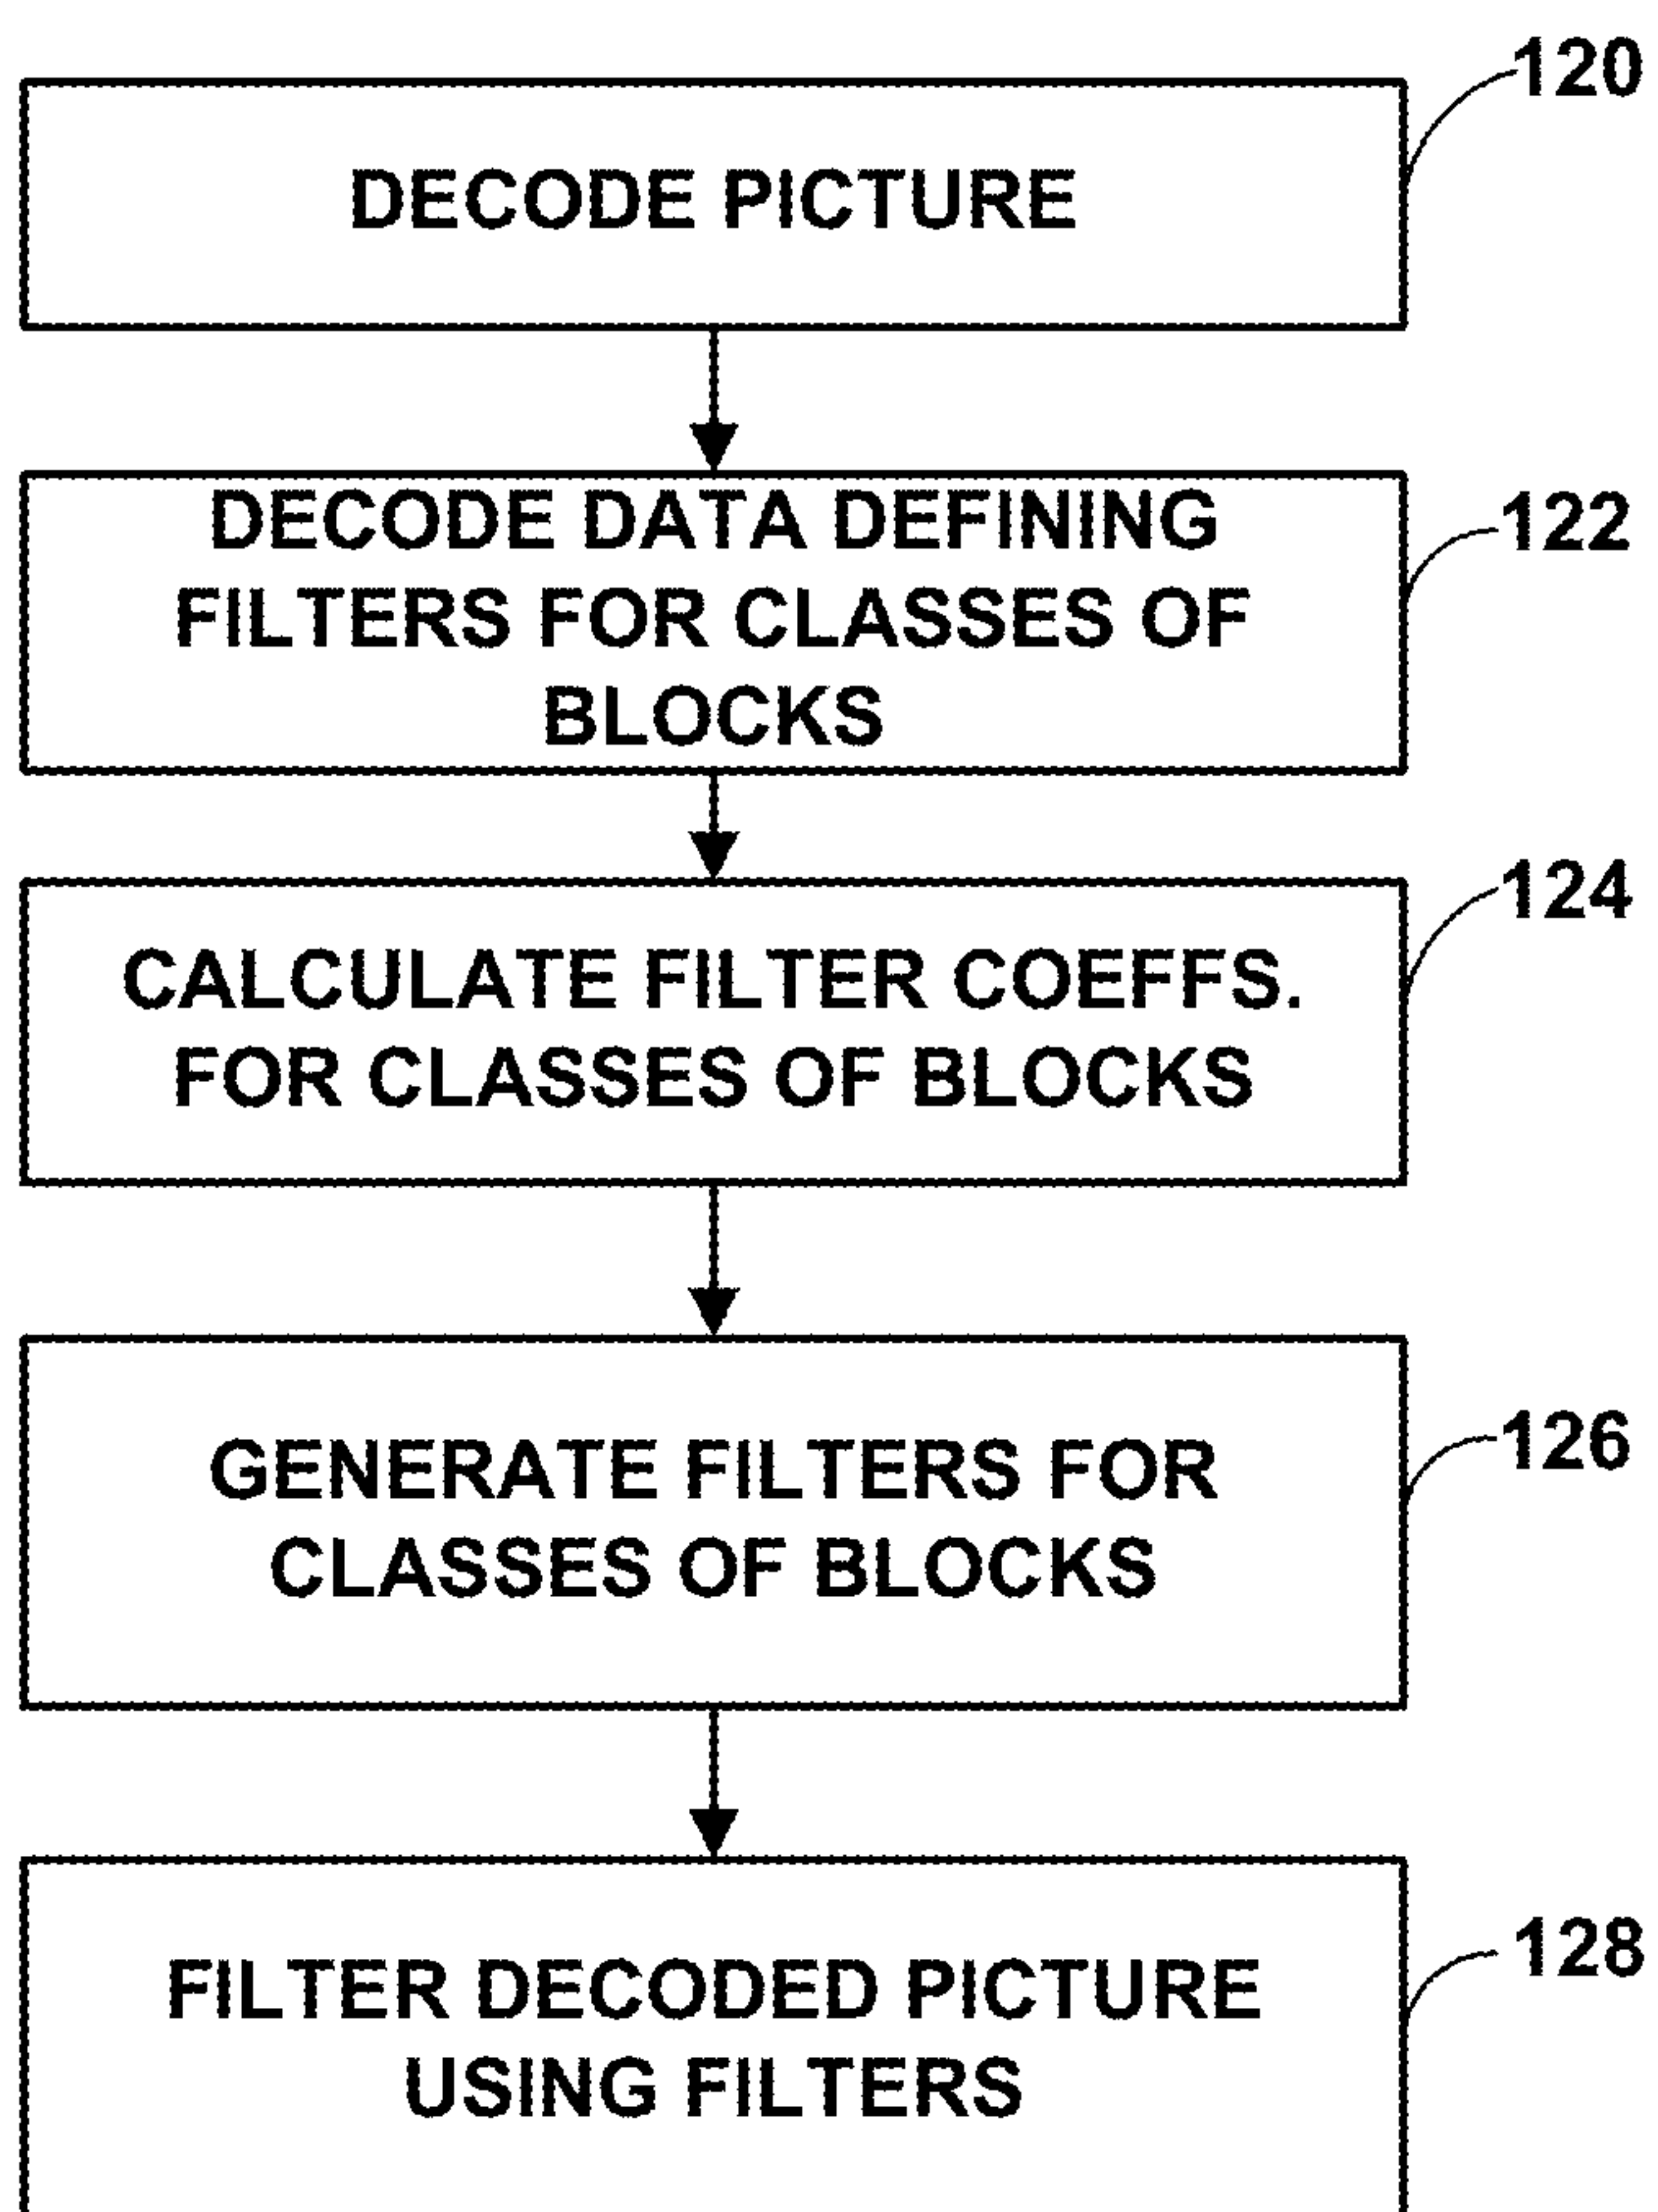 120
DECODE PICTURE
DECODE DATA DEFINING
FILTERS FOR CLASSES OF
BLOCKS
122
CALCULATE FILTER COEFFS.
FOR CLASSES OF BLOCKS
124
GENERATE FILTERS FOR
CLASSES OF BLOCKS
126
FILTER DECODED PICTURE
USING FILTERS
128